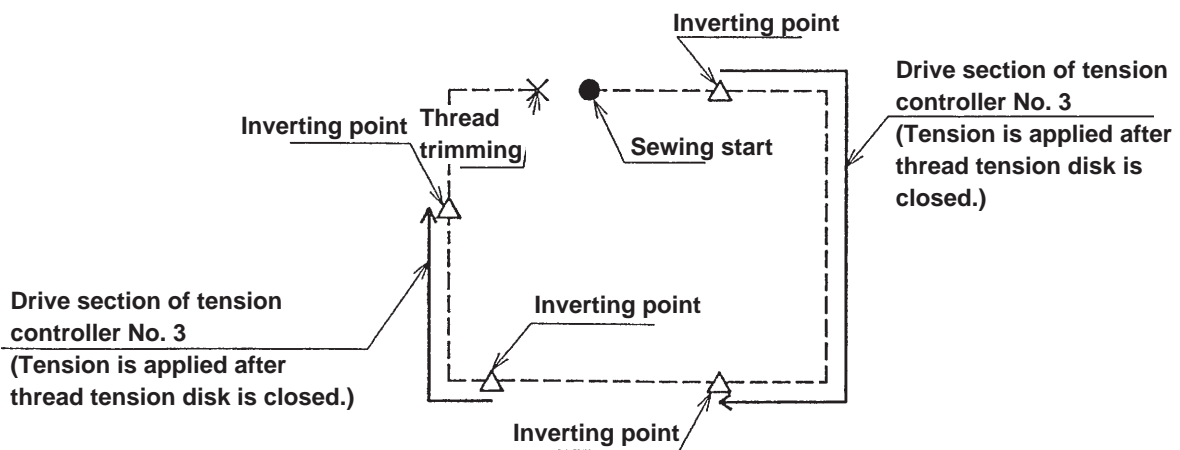 Inverting point
Drive section of tension
controller No. 3
(Tension is applied after
thread tension disk is
closed.)
Inverting point
Thread
trimming
Sewing start
Drive section of tension
controller No. 3
(Tension is applied after
thread tension disk is closed.)
Inverting point
Inverting point